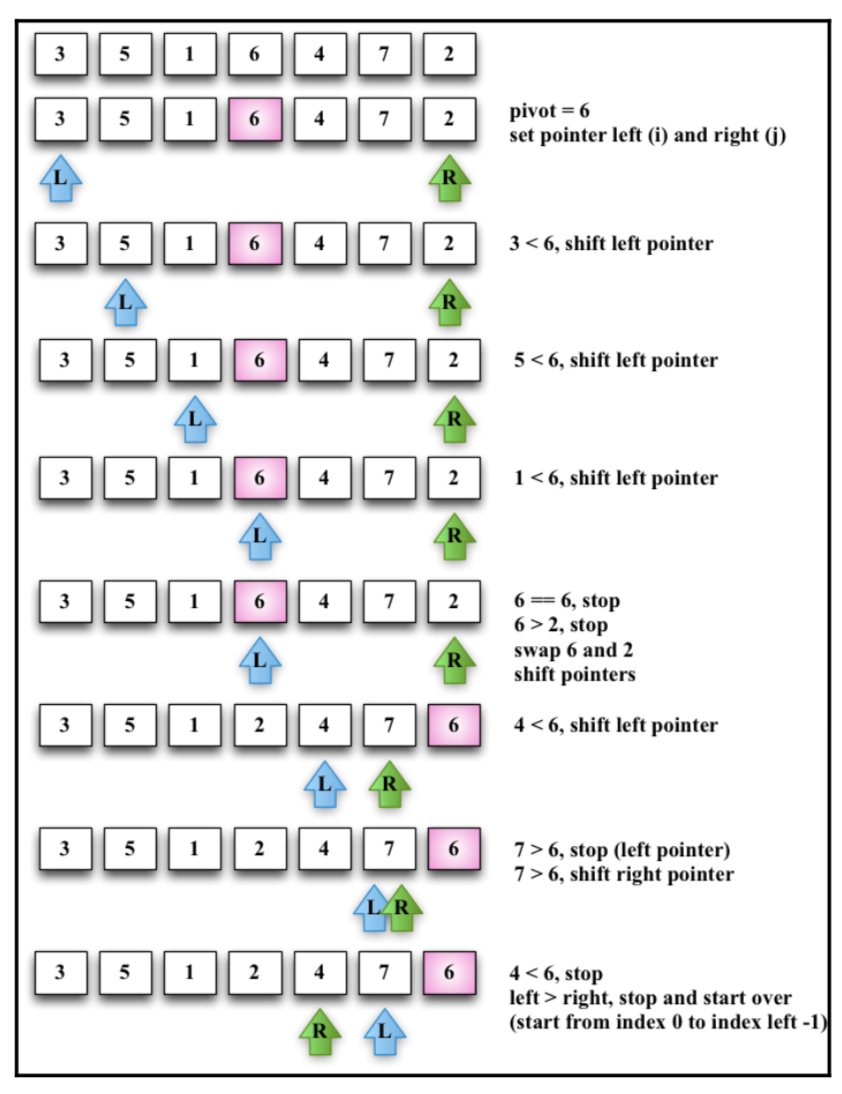 3 5 1 6 4 7 2
3 5 1 6 4 7 2
pivot = 6
set pointer left (i) and right (j)
L R
3 5 1 6 4 7 2
3 < 6, shift left pointer
L R
3 5 1 6 4 7 2
5 < 6, shift left pointer
L R
3 5 1 6 4 7 2
1 < 6, shift left pointer
L R
3 5 1 6 4 7 2
6 == 6, stop
6 > 2, stop
swap 6 and 2
shift pointers
L R
3 5 1 2 4 7 6
4 < 6, shift left pointer
L R
3 5 1 2 4 7 6
7 > 6, stop (left pointer)
7 > 6, shift right pointer
L R
3 5 1 2 4 7 6
4 < 6, stop
left > right, stop and start over
(start from index 0 to index left -1)
R L